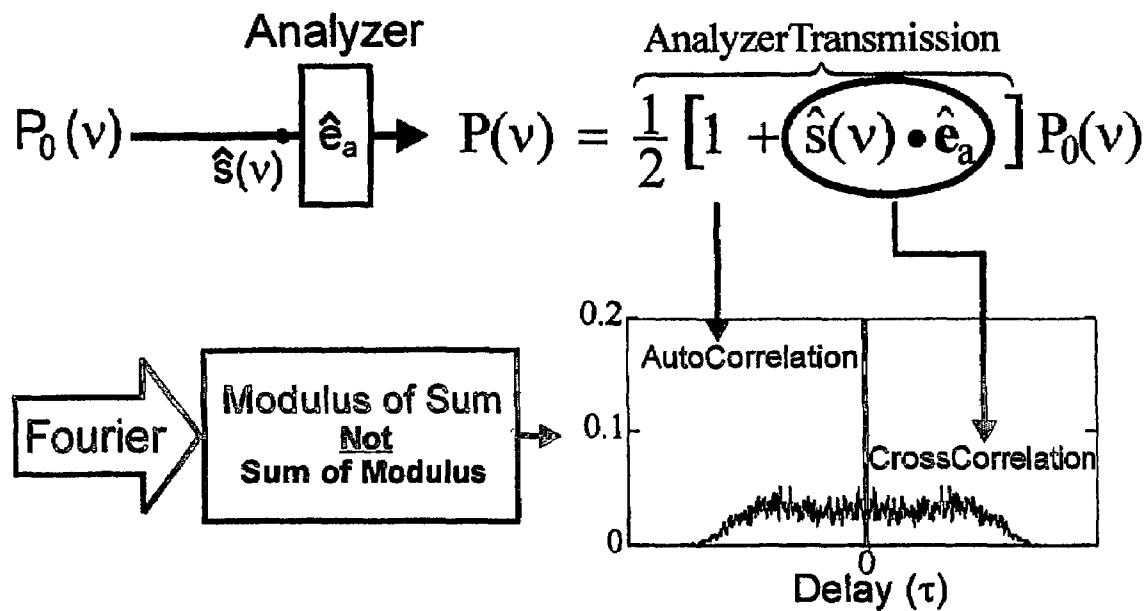 Analyzer
P₀(ν)
ŝ(ν)
êₐ
AnalyzerTransmission
P(ν) = 1/2 [1 + ŝ(ν) • êₐ] P₀(ν)
Fourier
Modulus of Sum
Not
Sum of Modulus
0.2
0.1
0
AutoCorrelation
CrossCorrelation
0
Delay (τ)